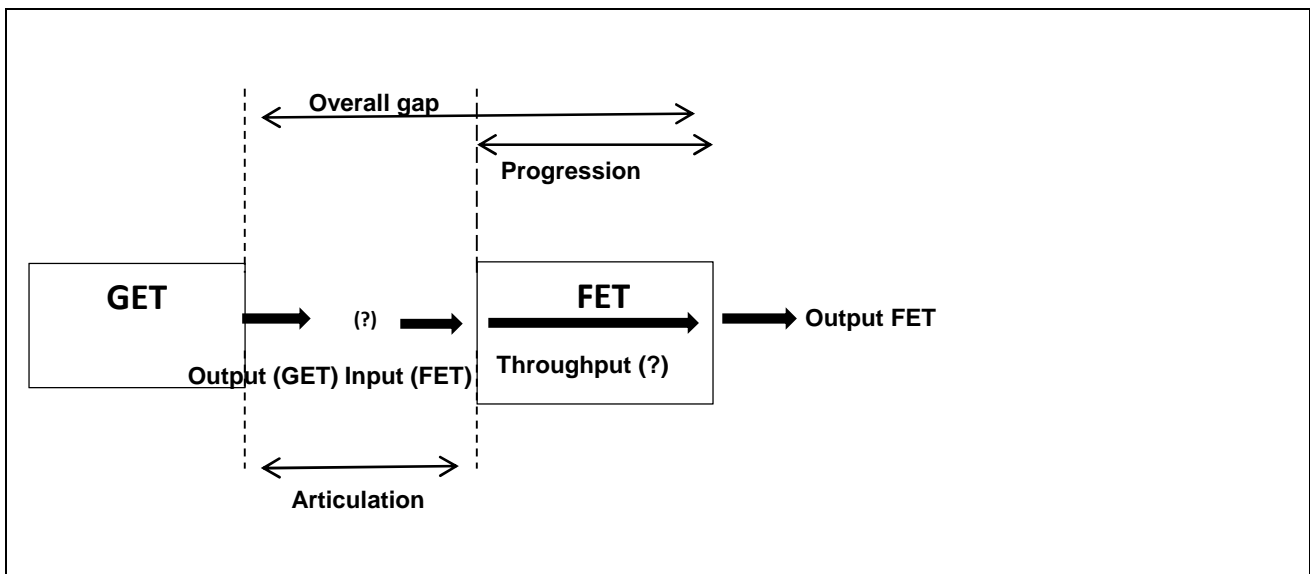 Overall gap
Progression
GET
FET
(?)
Output FET
Throughput (?)
Output (GET) Input (FET)
Articulation